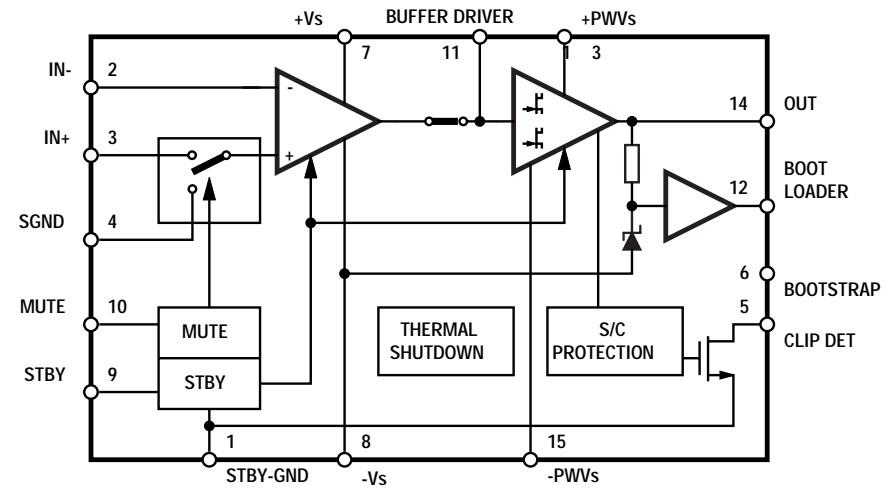 +Vs
BUFFER DRIVER
+PWVs
7
11
1 3
IN-
2
-
14
OUT
IN+
3
+
BOOT
LOADER
12
SGND
4
6
BOOTSTRAP
MUTE
10
MUTE
THERMAL
SHUTDOWN
S/C
PROTECTION
5
CLIP DET
STBY
9
STBY
1
8
15
STBY-GND
-Vs
-PWVs